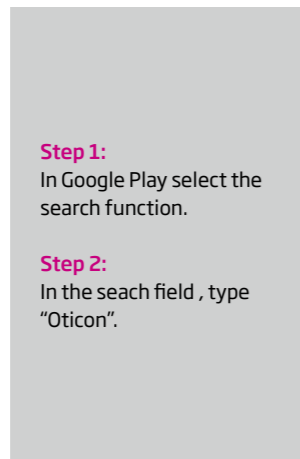 Step 1:
In Google Play select the
search function.
Step 2:
In the seach field , type
“Oticon”.